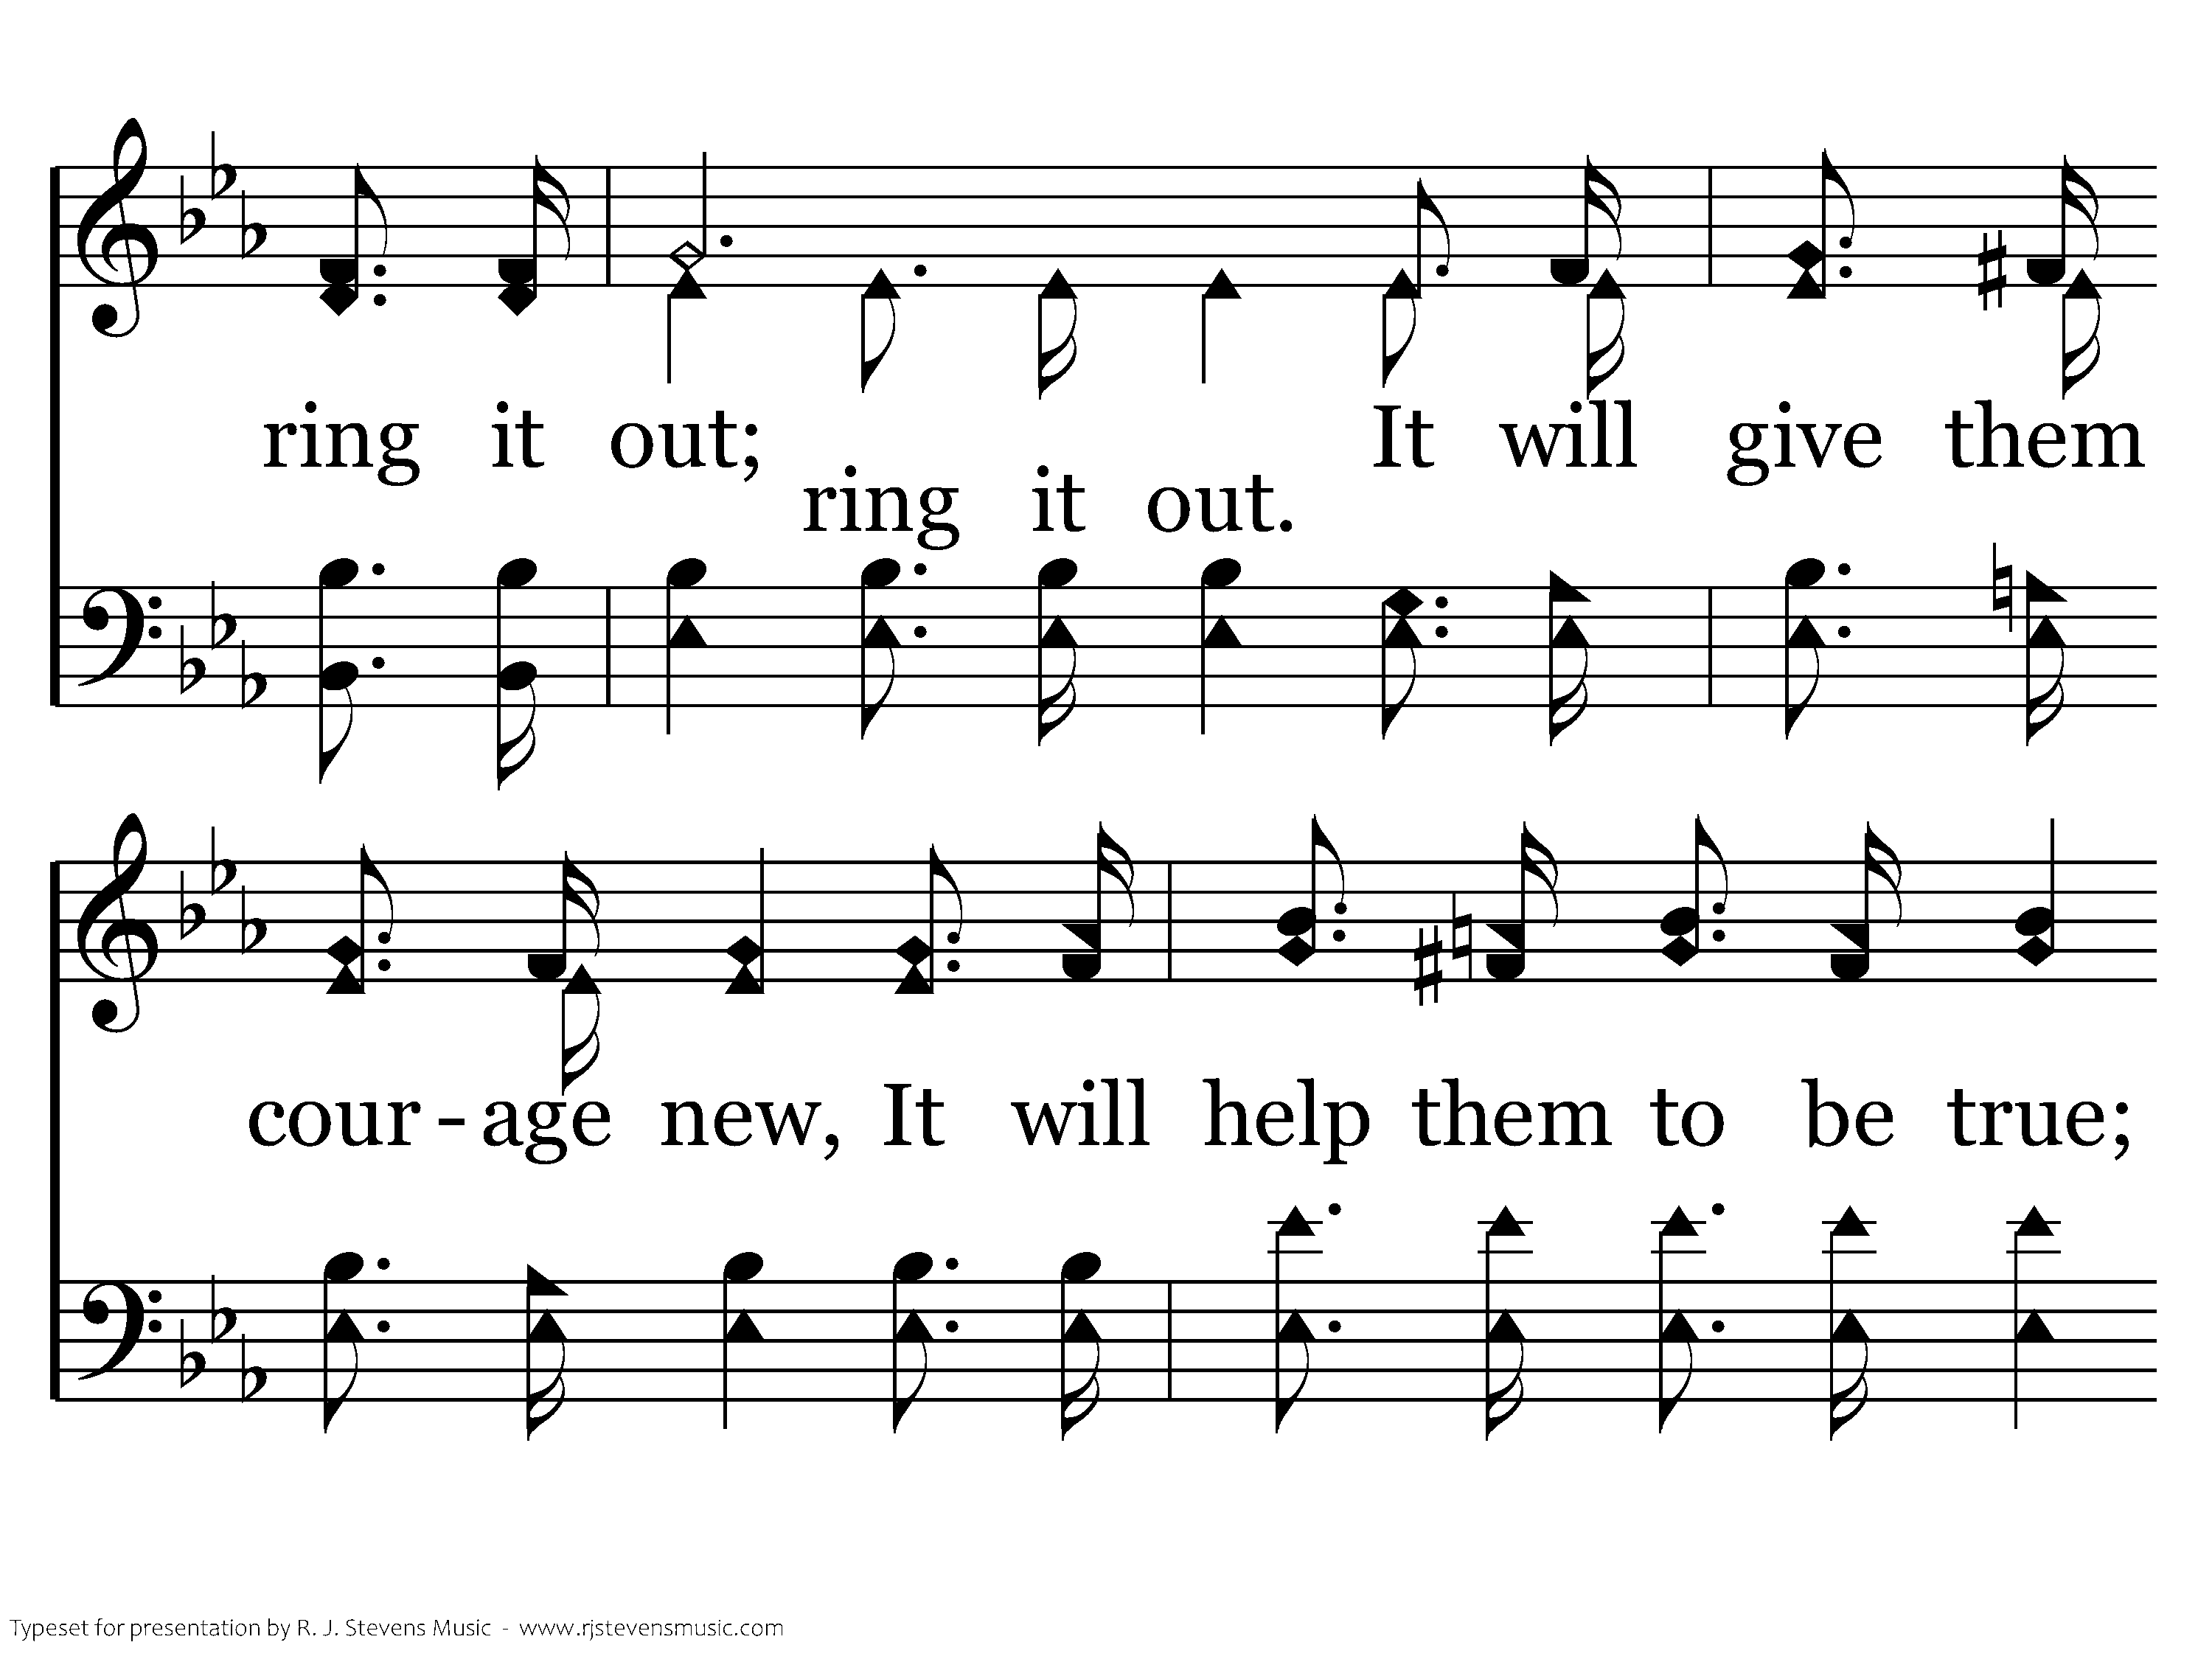 ring it out; It will give them
ring it out.
cour - age new, It will help them to be true;
Typeset for presentation by R. J. Stevens Music - www.rjstevensmusic.com